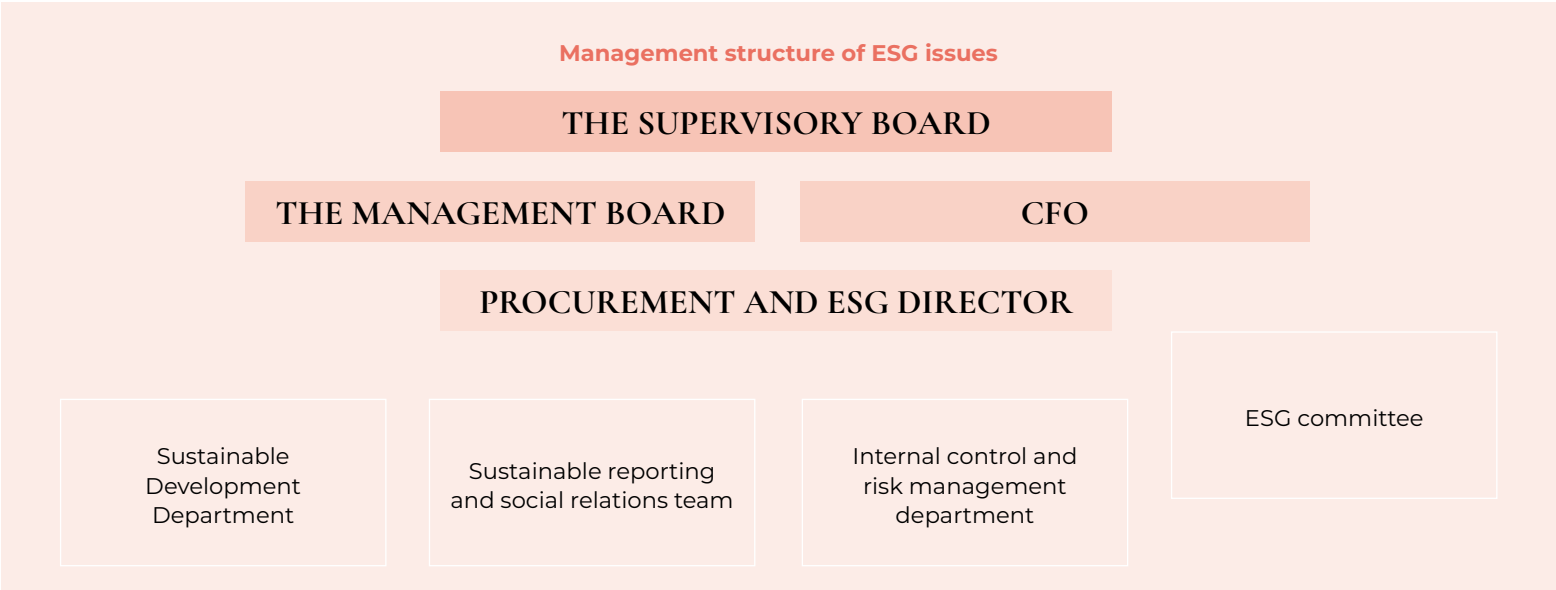 Management structure of ESG issues
THE SUPERVISORY BOARD
THE MANAGEMENT BOARD
CFO
PROCUREMENT AND ESG DIRECTOR
Sustainable
Development
Department
Sustainable reporting
and social relations team
Internal control and
risk management
department
ESG committee